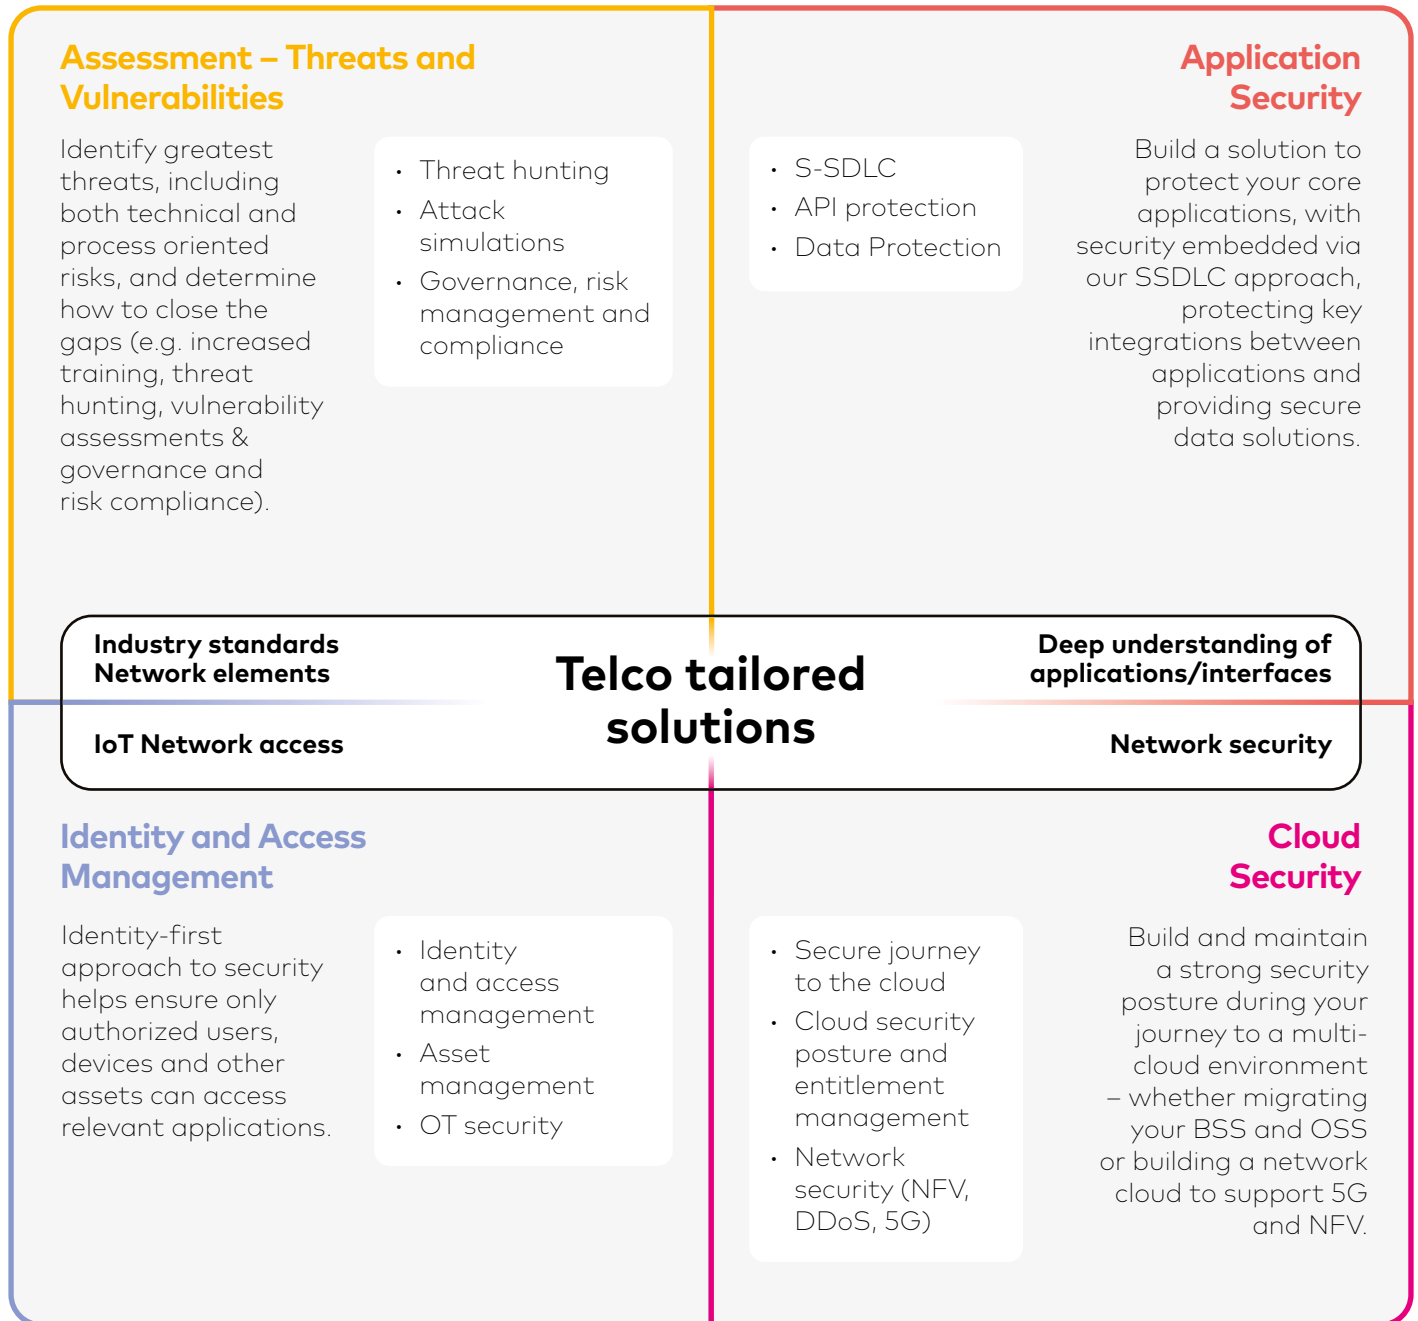 Assessment – Threats and
Vulnerabilities
Identify greatest
threats, including
both technical and
process oriented
risks, and determine
how to close the
gaps (e.g. increased
training, threat
hunting, vulnerability
assessments &
governance and
risk compliance).
• Threat hunting
• Attack
simulations
• Governance, risk
management and
compliance
Application
Security
• S-SDLC
• API protection
• Data Protection
Build a solution to
protect your core
applications, with
security embedded via
our SSDLC approach,
protecting key
integrations between
applications and
providing secure
data solutions.
Industry standards
Network elements
IoT Network access
Telco tailored
solutions
Deep understanding of
applications/interfaces
Network security
Identity and Access
Management
Identity-first
approach to security
helps ensure only
authorized users,
devices and other
assets can access
relevant applications.
• Identity
and access
management
• Asset
management
• OT security
Cloud
Security
• Secure journey
to the cloud
• Cloud security
posture and
entitlement
management
• Network
security (NFV,
DDoS, 5G)
Build and maintain
a strong security
posture during your
journey to a multi-
cloud environment
– whether migrating
your BSS and OSS
or building a network
cloud to support 5G
and NFV.